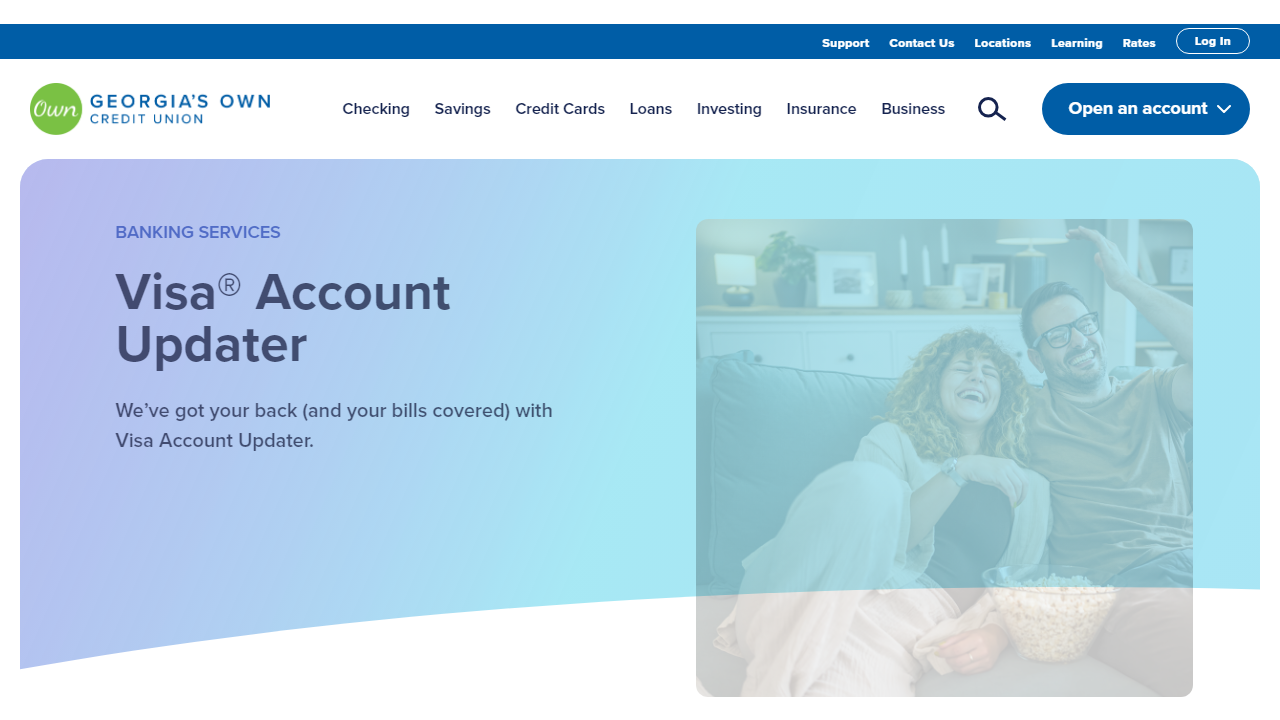 Support Contact Us Locations Learning Rates Log In
Own GEORGIA'S OWN
CREDIT UNION
Checking Savings Credit Cards Loans Investing Insurance Business
Open an account
BANKING SERVICES
Visa® Account
Updater
We’ve got your back (and your bills covered) with
Visa Account Updater.